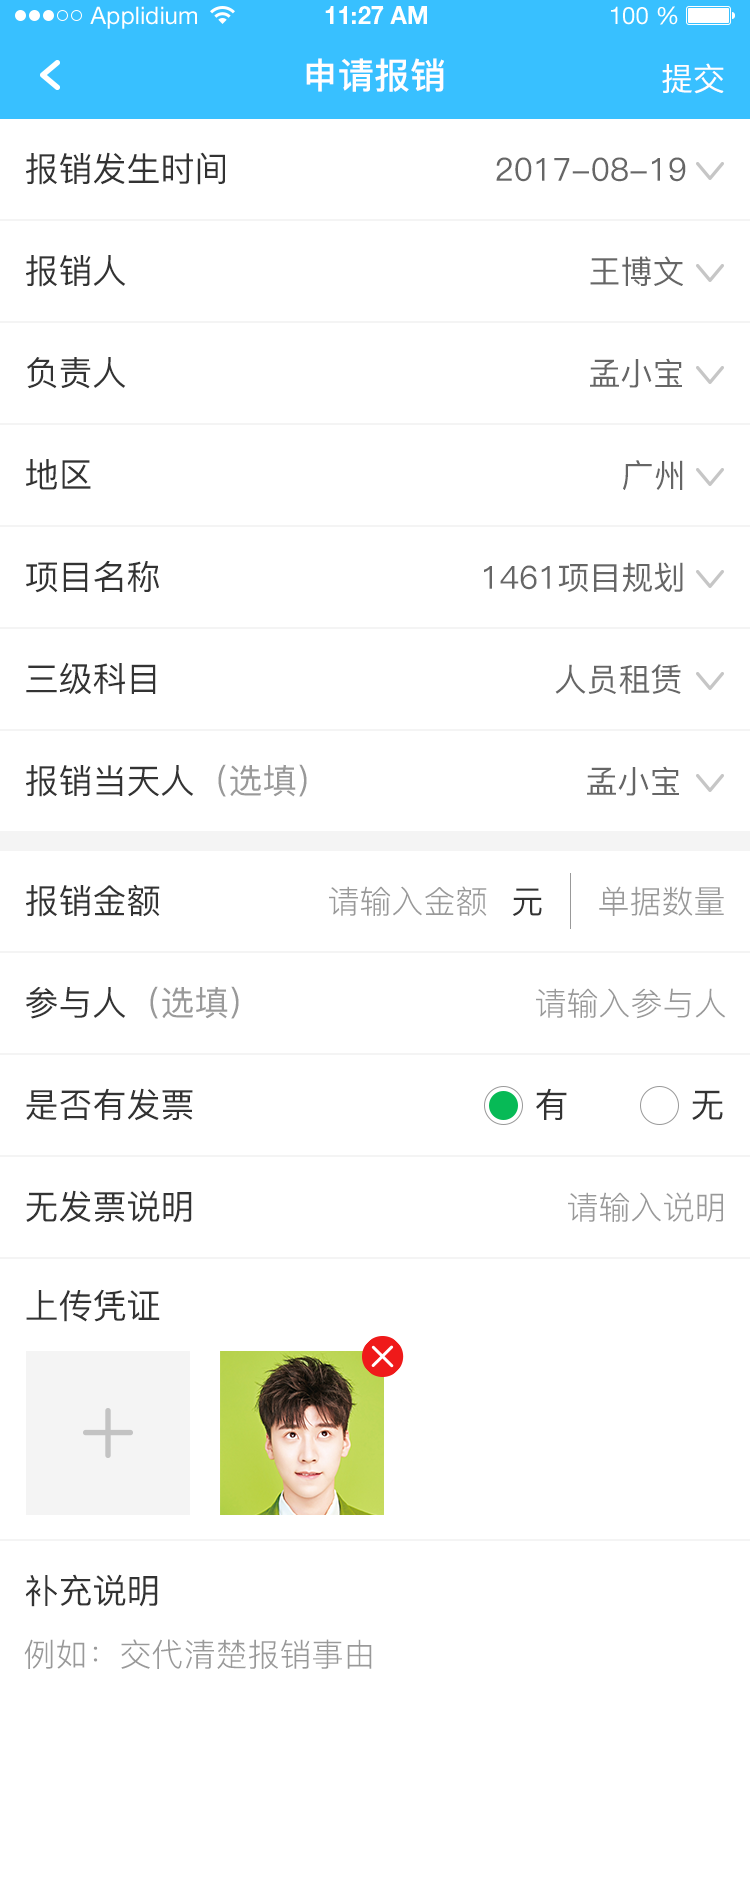 Applidium 11:27 AM 100 %
申请报销 提交
报销发生时间 2017-08-19
报销人 王博文
负责人 孟小宝
地区 广州
项目名称 1461项目规划
三级科目 人员租赁
报销当天人（选填） 孟小宝
报销金额 请输入金额 元 单据数量
参与人（选填） 请输入参与人
是否有发票 有 无
无发票说明 请输入说明
上传凭证
补充说明
例如：交代清楚报销事由